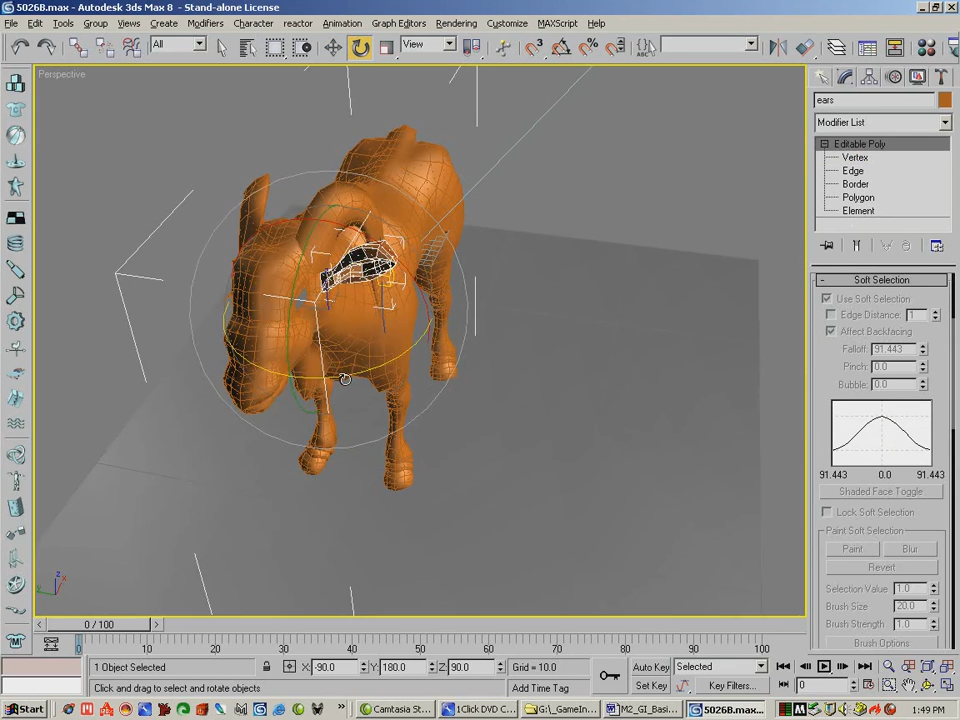 5026B.max - Autodesk 3ds Max 8 - Stand-alone License
File Edit Tools Group Views Create Modifiers Character reactor Animation Graph Editors Rendering Customize MAXScript Help
All View
Perspective
ears
Modifier List
Editable Poly
Vertex
Edge
Border
Polygon
Element
- Soft Selection
Use Soft Selection
Edge Distance: 1
Affect Backfacing
Falloff: 91.443
Pinch: 0.0
Bubble: 0.0
91.443 0.0 91.443
Shaded Face Toggle
Lock Soft Selection
Paint Soft Selection
Paint Blur
Revert
Selection Value 1.0
Brush Size 20.0
Brush Strength 1.0
Brush Options
z
x
y
< 0 / 100 >
0 10 20 30 40 50 60 70 80 90 100
1 Object Selected X: -90.0 Y: 180.0 Z: 90.0 Grid = 10.0 Auto Key Selected
Click and drag to select and rotate objects Add Time Tag Set Key Key Filters... 0
Start » Camtasia St... 1Click DVD C... G:\_GameIn... M2_GI_Basi... 5026B.max -... 1:49 PM